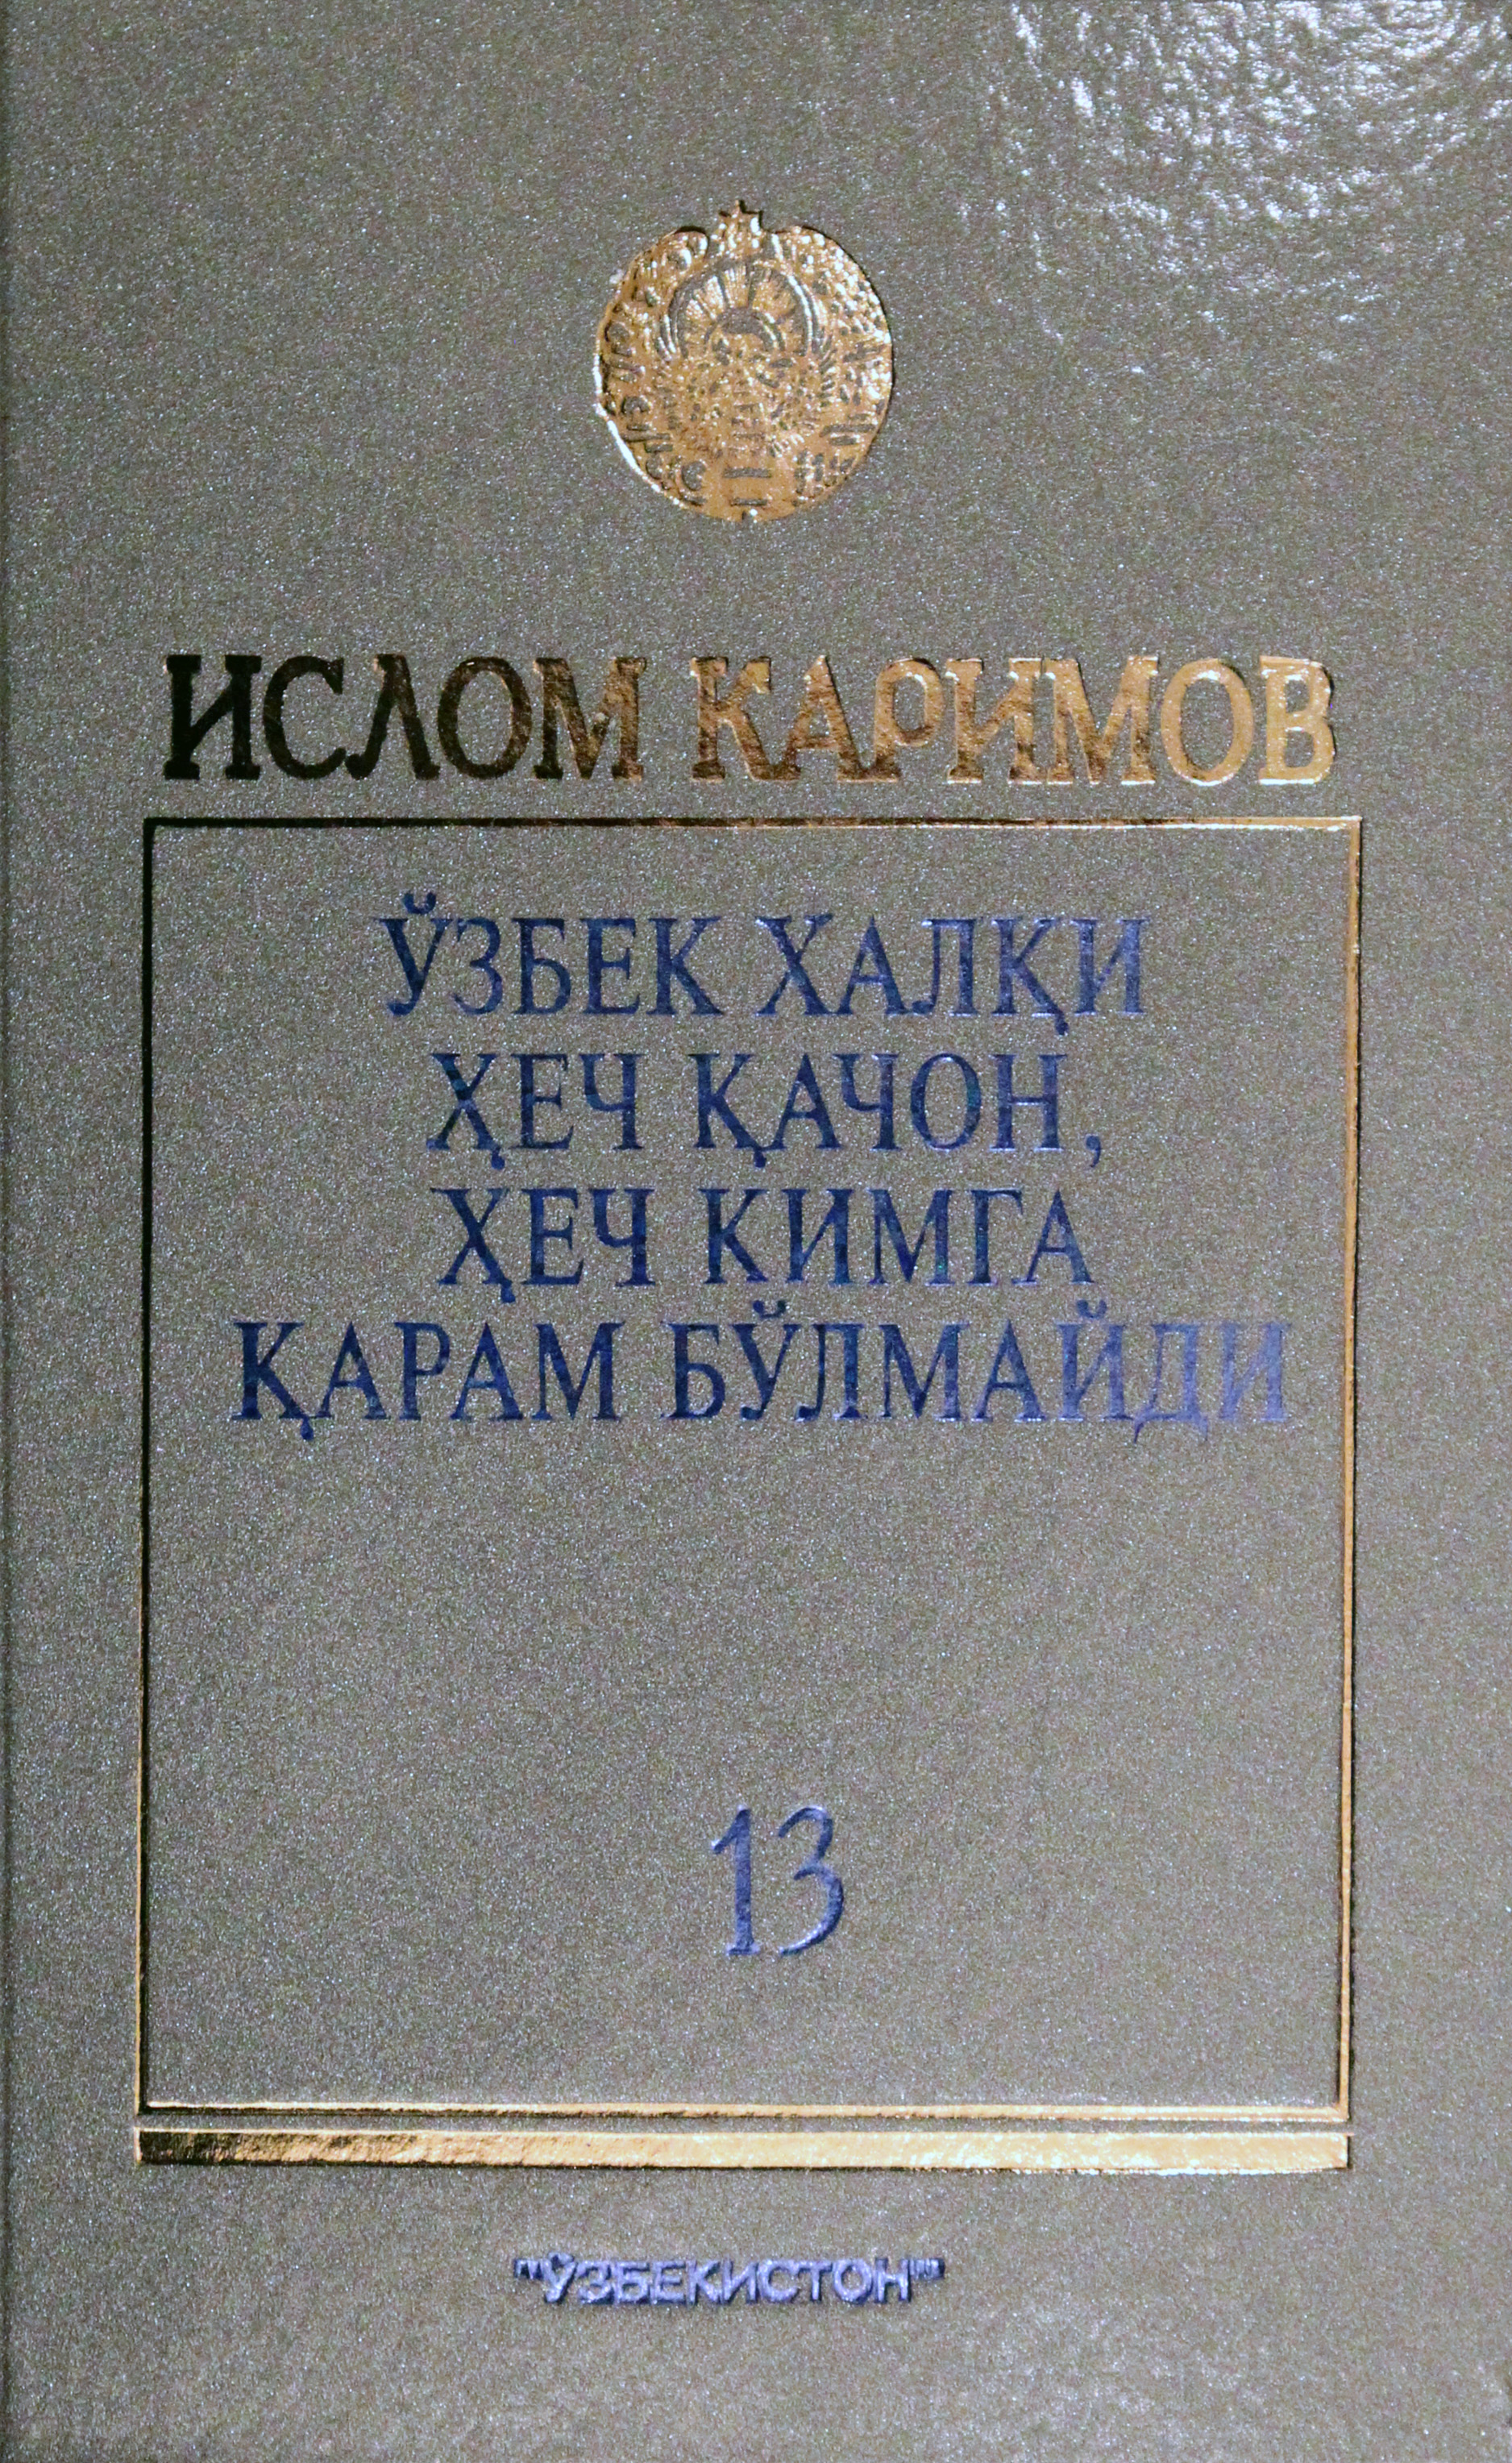 ИСЛОМ КАРИМОВ
ЎЗБЕК ХАЛҚИ
ҲЕЧ ҚАЧОН,
ҲЕЧ КИМГА
ҚАРАМ БЎЛМАЙДИ
13
"ЎЗБЕКИСТОН"